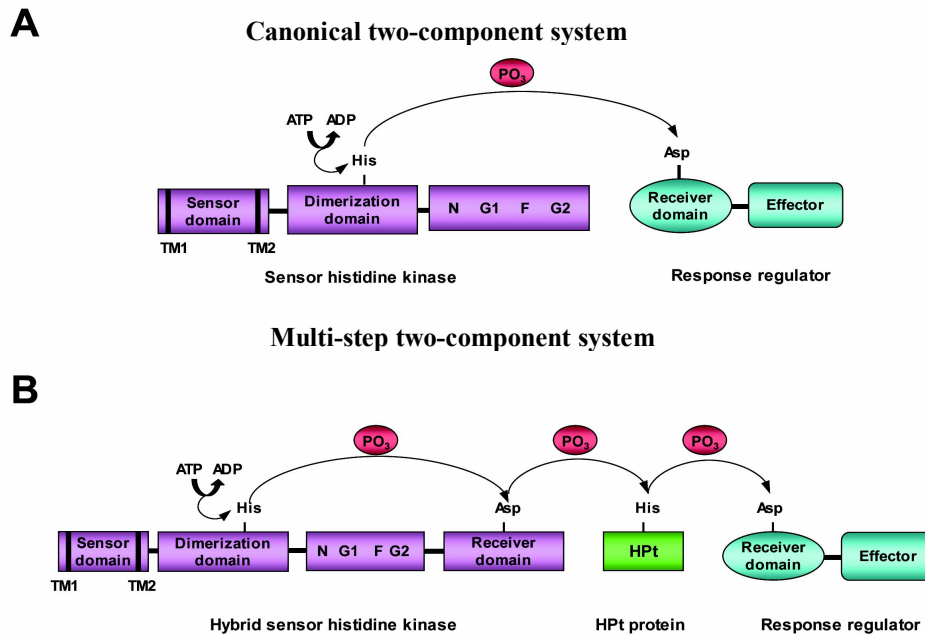 A
Canonical two-component system
PO3
ATP ADP
His
Asp
Sensor
domain
Dimerization
domain
N G1 F G2
Receiver
domain
Effector
TM1
TM2
Sensor histidine kinase
Response regulator
Multi-step two-component system
B
PO3
PO3
PO3
ATP ADP
His
Asp
His
Asp
Sensor
domain
Dimerization
domain
N G1 F G2
Receiver
domain
HPt
Receiver
domain
Effector
TM1
TM2
Hybrid sensor histidine kinase
HPt protein
Response regulator